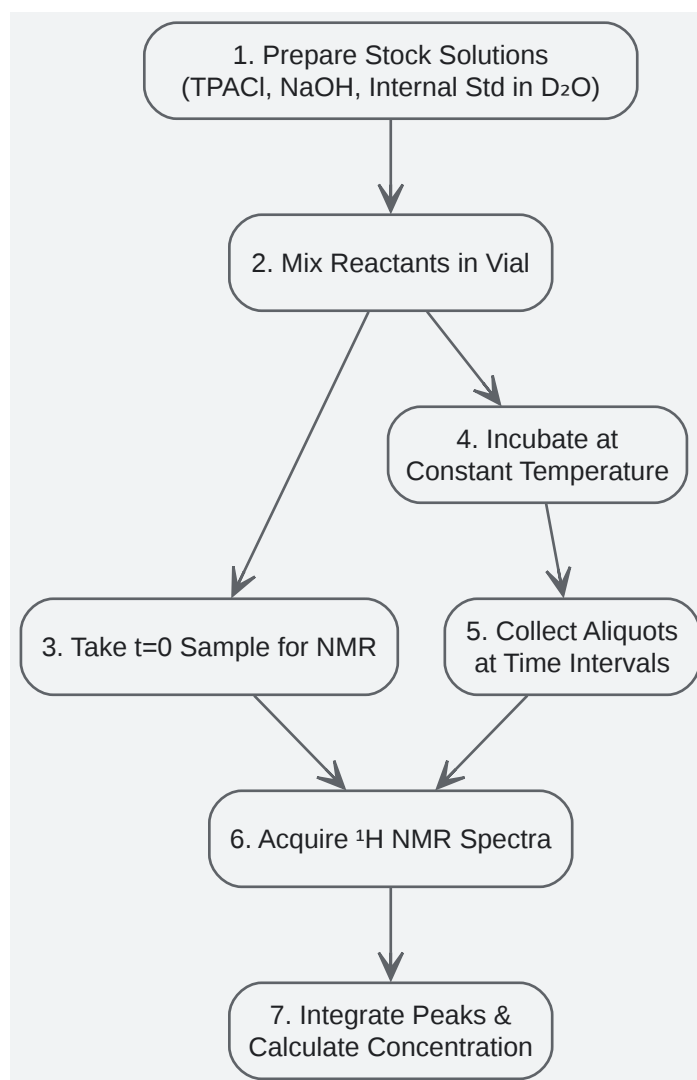 1. Prepare Stock Solutions
(TPACl, NaOH, Internal Std in D₂O)
2. Mix Reactants in Vial
4. Incubate at
Constant Temperature
3. Take t=0 Sample for NMR
5. Collect Aliquots
at Time Intervals
6. Acquire ¹H NMR Spectra
7. Integrate Peaks &
Calculate Concentration